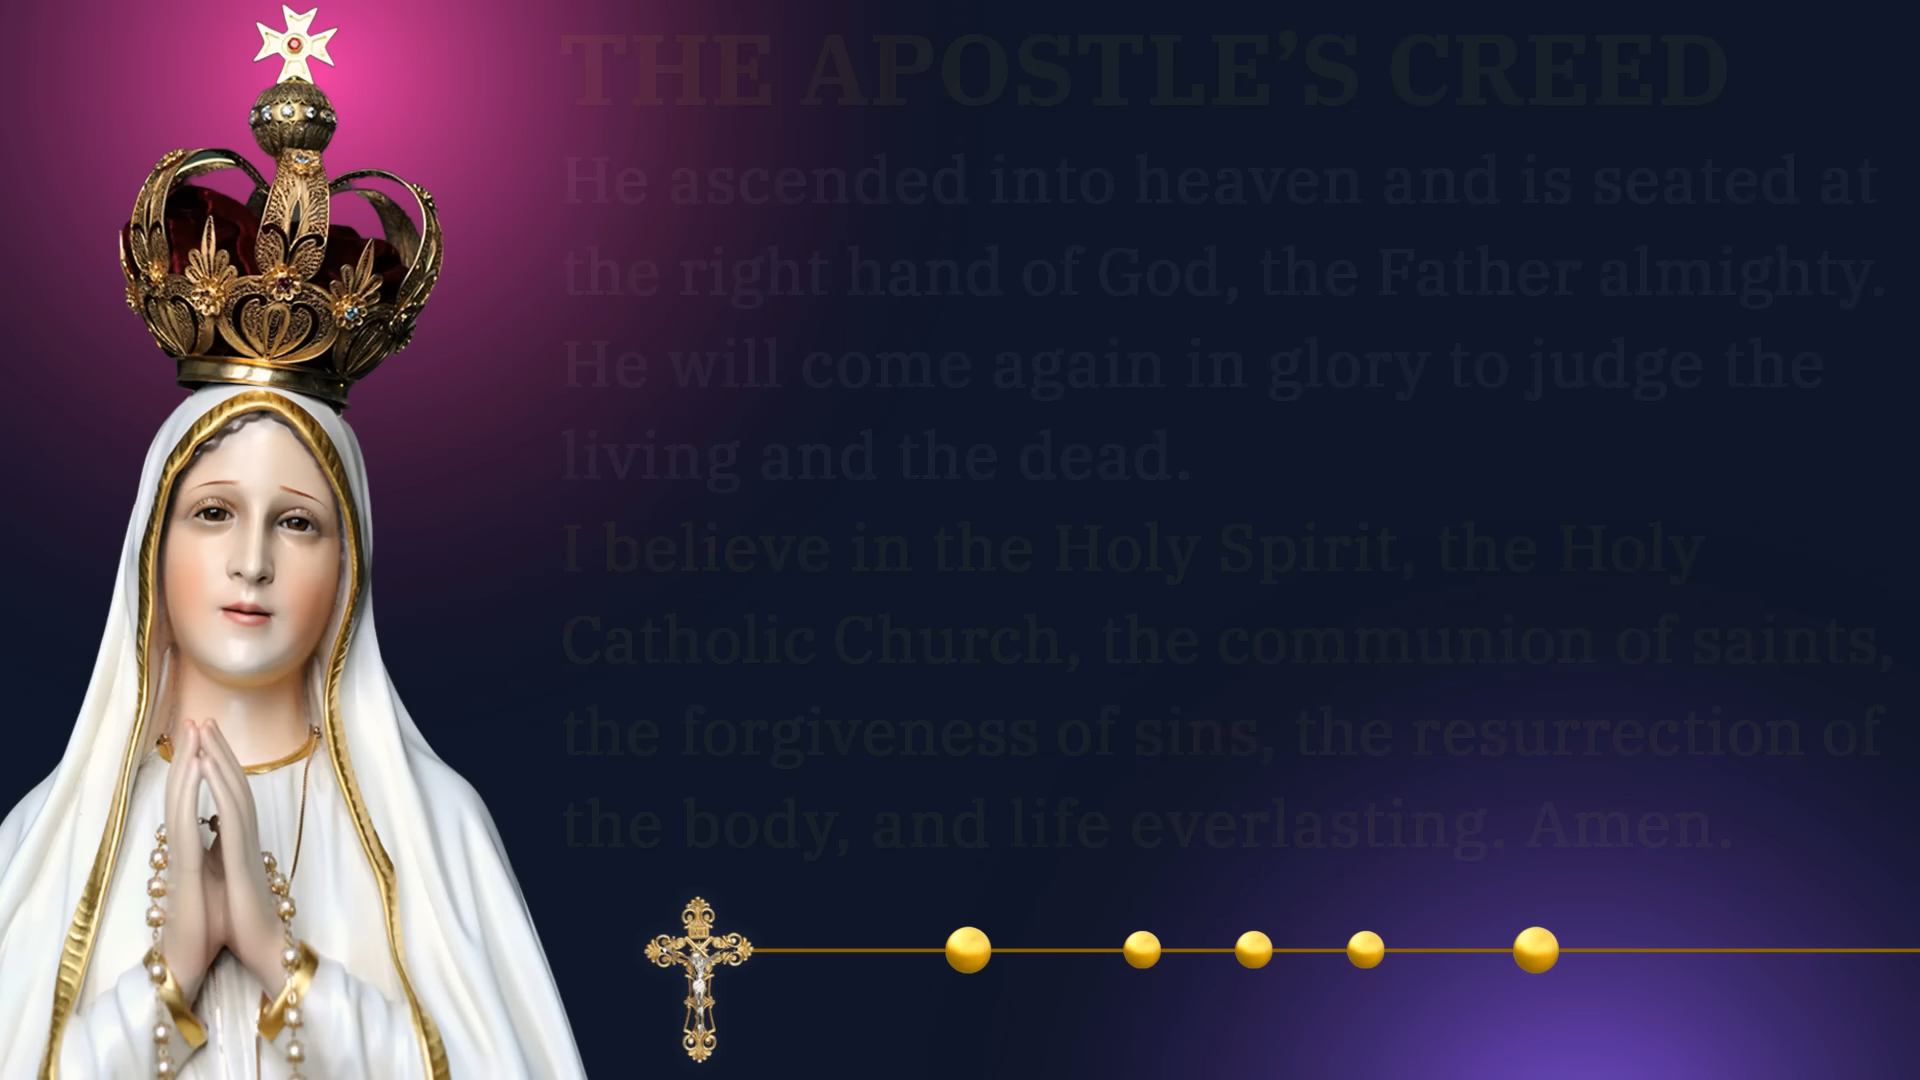 THE APOSTLE’S CREED
He ascended into heaven and is seated at
the right hand of God, the Father almighty.
He will come again in glory to judge the
living and the dead.
I believe in the Holy Spirit, the Holy
Catholic Church, the communion of saints,
the forgiveness of sins, the resurrection of
the body, and life everlasting. Amen.